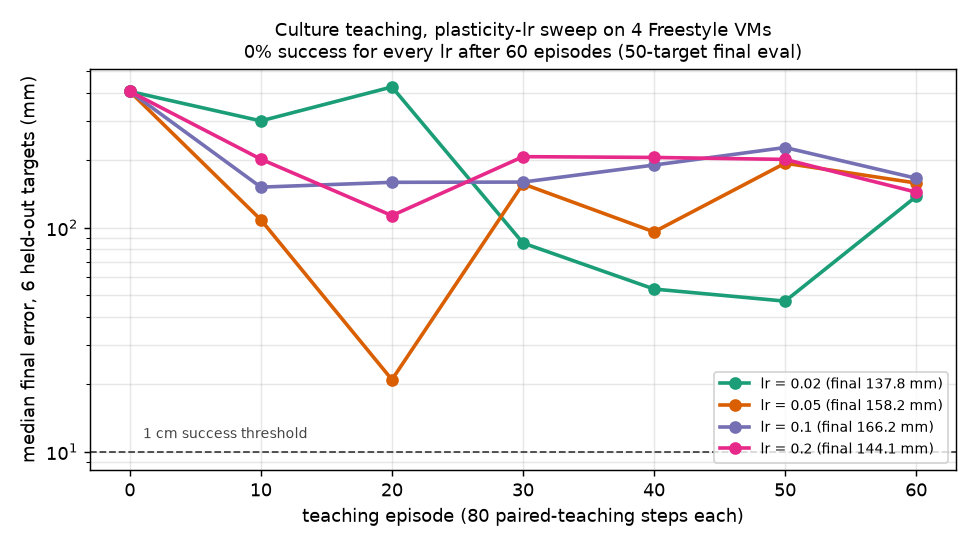 Culture teaching, plasticity-lr sweep on 4 Freestyle VMs
0% success for every lr after 60 episodes (50-target final eval)
median final error, 6 held-out targets (mm)
10²
10¹
1 cm success threshold
lr = 0.02 (final 137.8 mm)
lr = 0.05 (final 158.2 mm)
lr = 0.1 (final 166.2 mm)
lr = 0.2 (final 144.1 mm)
0 10 20 30 40 50 60
teaching episode (80 paired-teaching steps each)